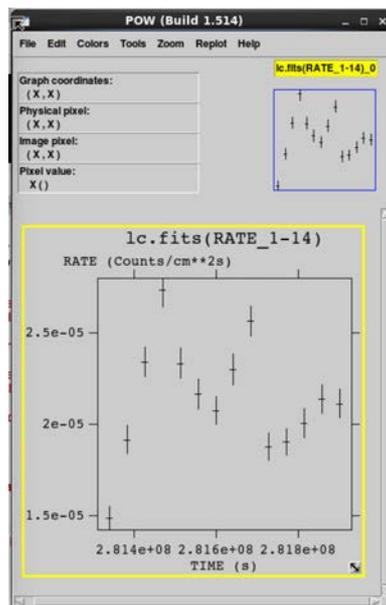 POW (Build 1.514)
File Edit Colors Tools Zoom Replot Help
lc.fits(RATE_1-14)_0
Graph coordinates:
(X,X)
Physical pixel:
(X,X)
Image pixel:
(X,X)
Pixel value:
X()
lc.fits(RATE_1-14)
RATE (Counts/cm**2s)
2.5e-05
2e-05
1.5e-05
2.814e+08 2.816e+08 2.818e+08
TIME (s)